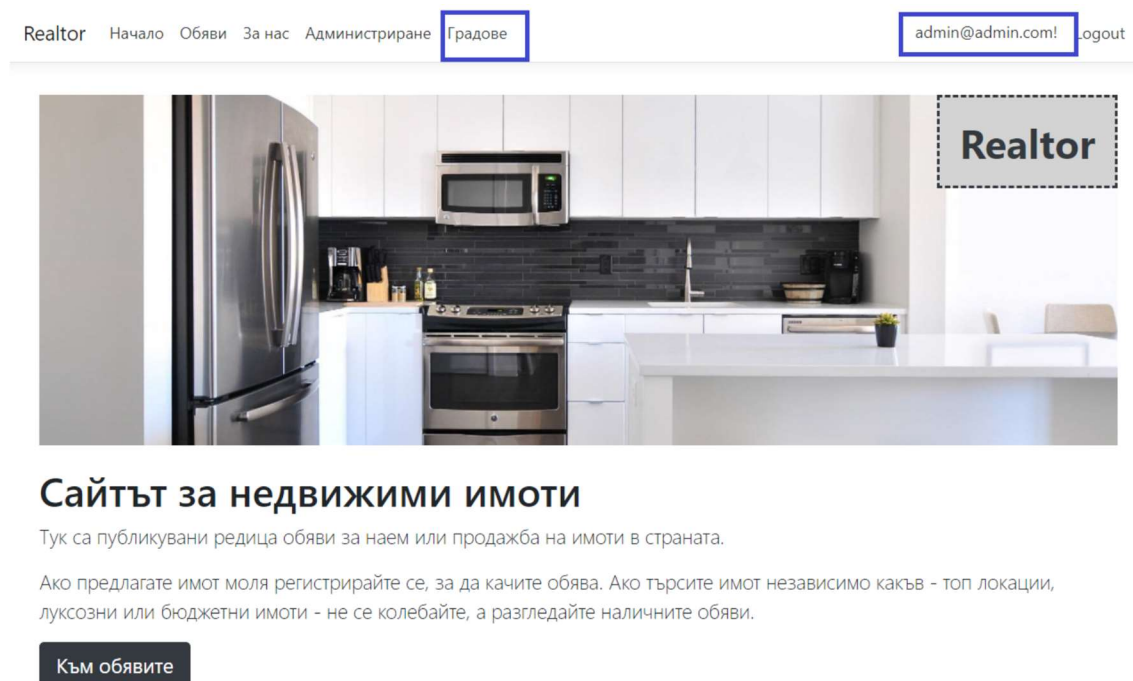 Realtor Начало Обяви За нас Администриране Градове admin@admin.com! Logout
Realtor
Сайтът за недвижими имоти
Тук са публикувани редица обяви за наем или продажба на имоти в страната.
Ако предлагате имот моля регистрирайте се, за да качите обява. Ако търсите имот независимо какъв - топ локации,
луксозни или бюджетни имоти - не се колебайте, а разгледайте наличните обяви.
Към обявите